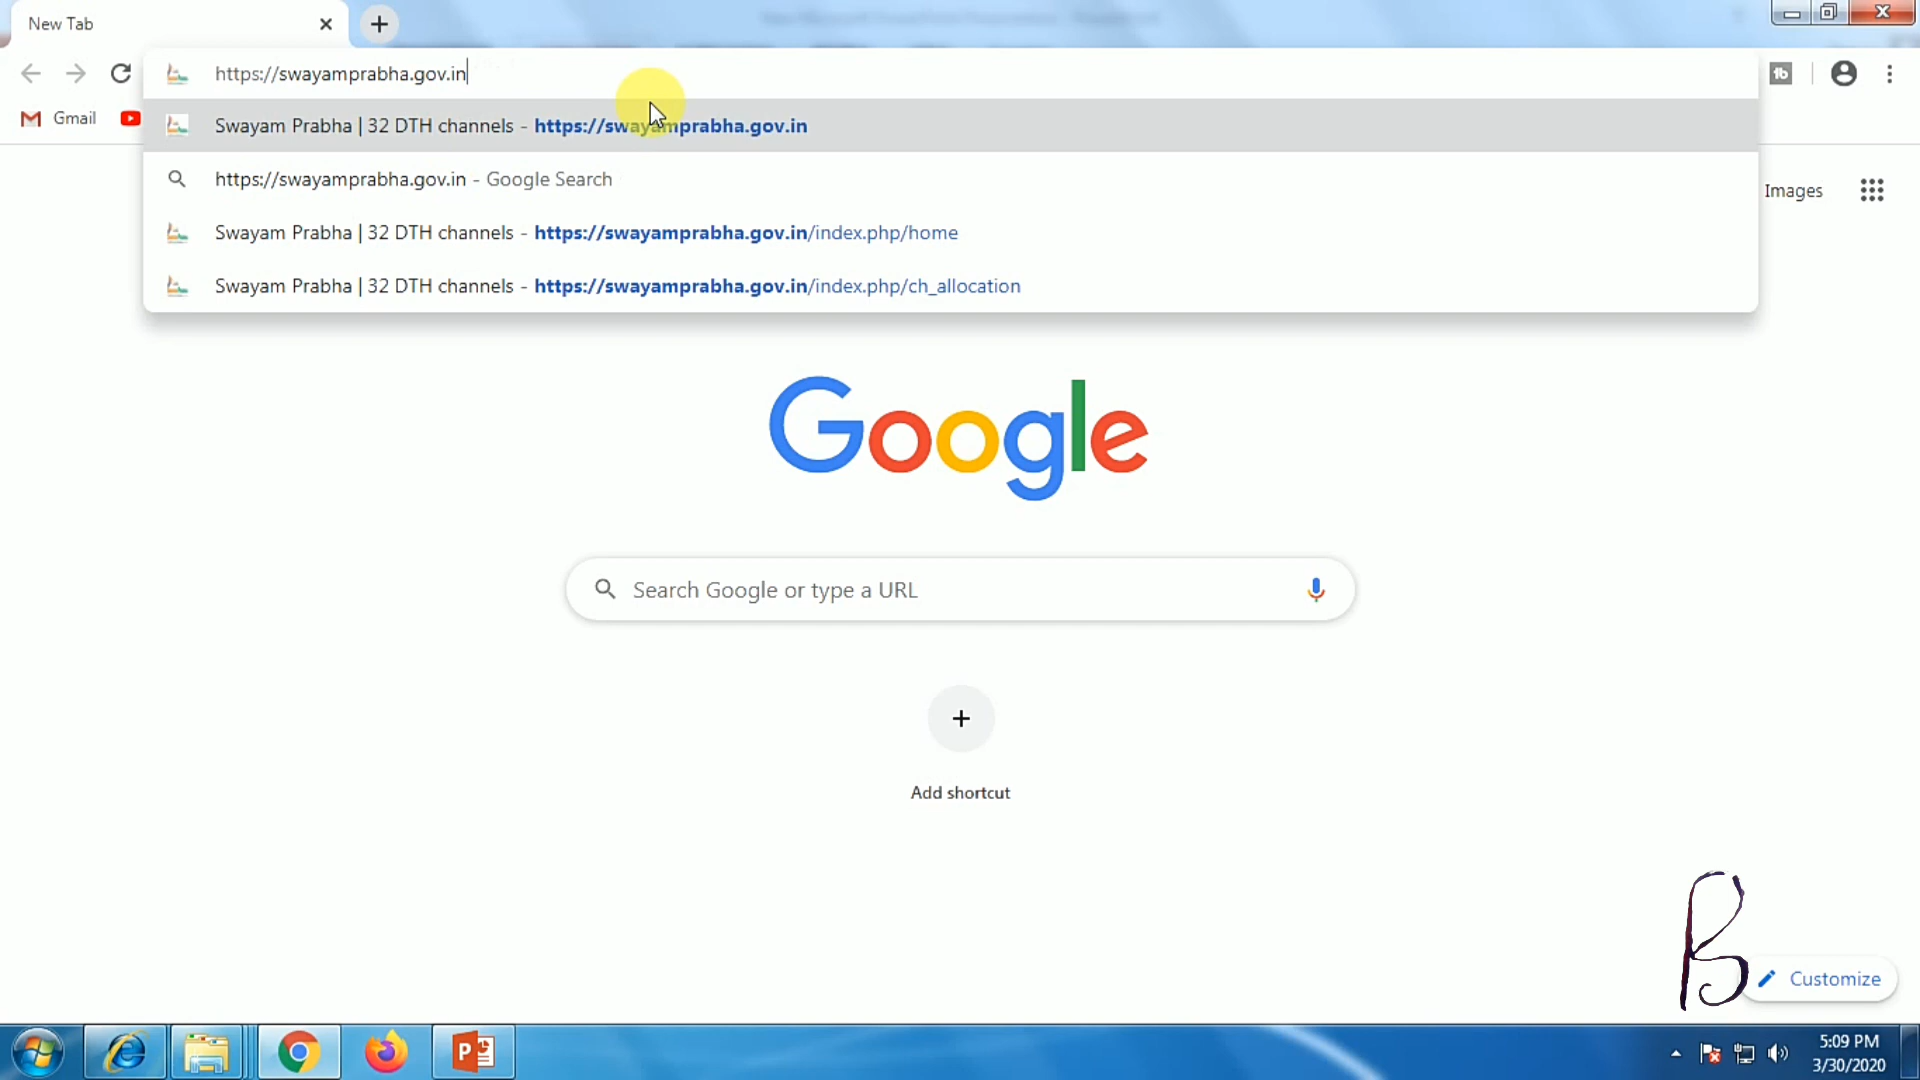 New Tab
https://swayamprabha.gov.in
Gmail
Swayam Prabha | 32 DTH channels - https://swayamprabha.gov.in
https://swayamprabha.gov.in - Google Search
Images
Swayam Prabha | 32 DTH channels - https://swayamprabha.gov.in/index.php/home
Swayam Prabha | 32 DTH channels - https://swayamprabha.gov.in/index.php/ch_allocation
Google
Search Google or type a URL
Add shortcut
B
Customize
5:09 PM
3/30/2020